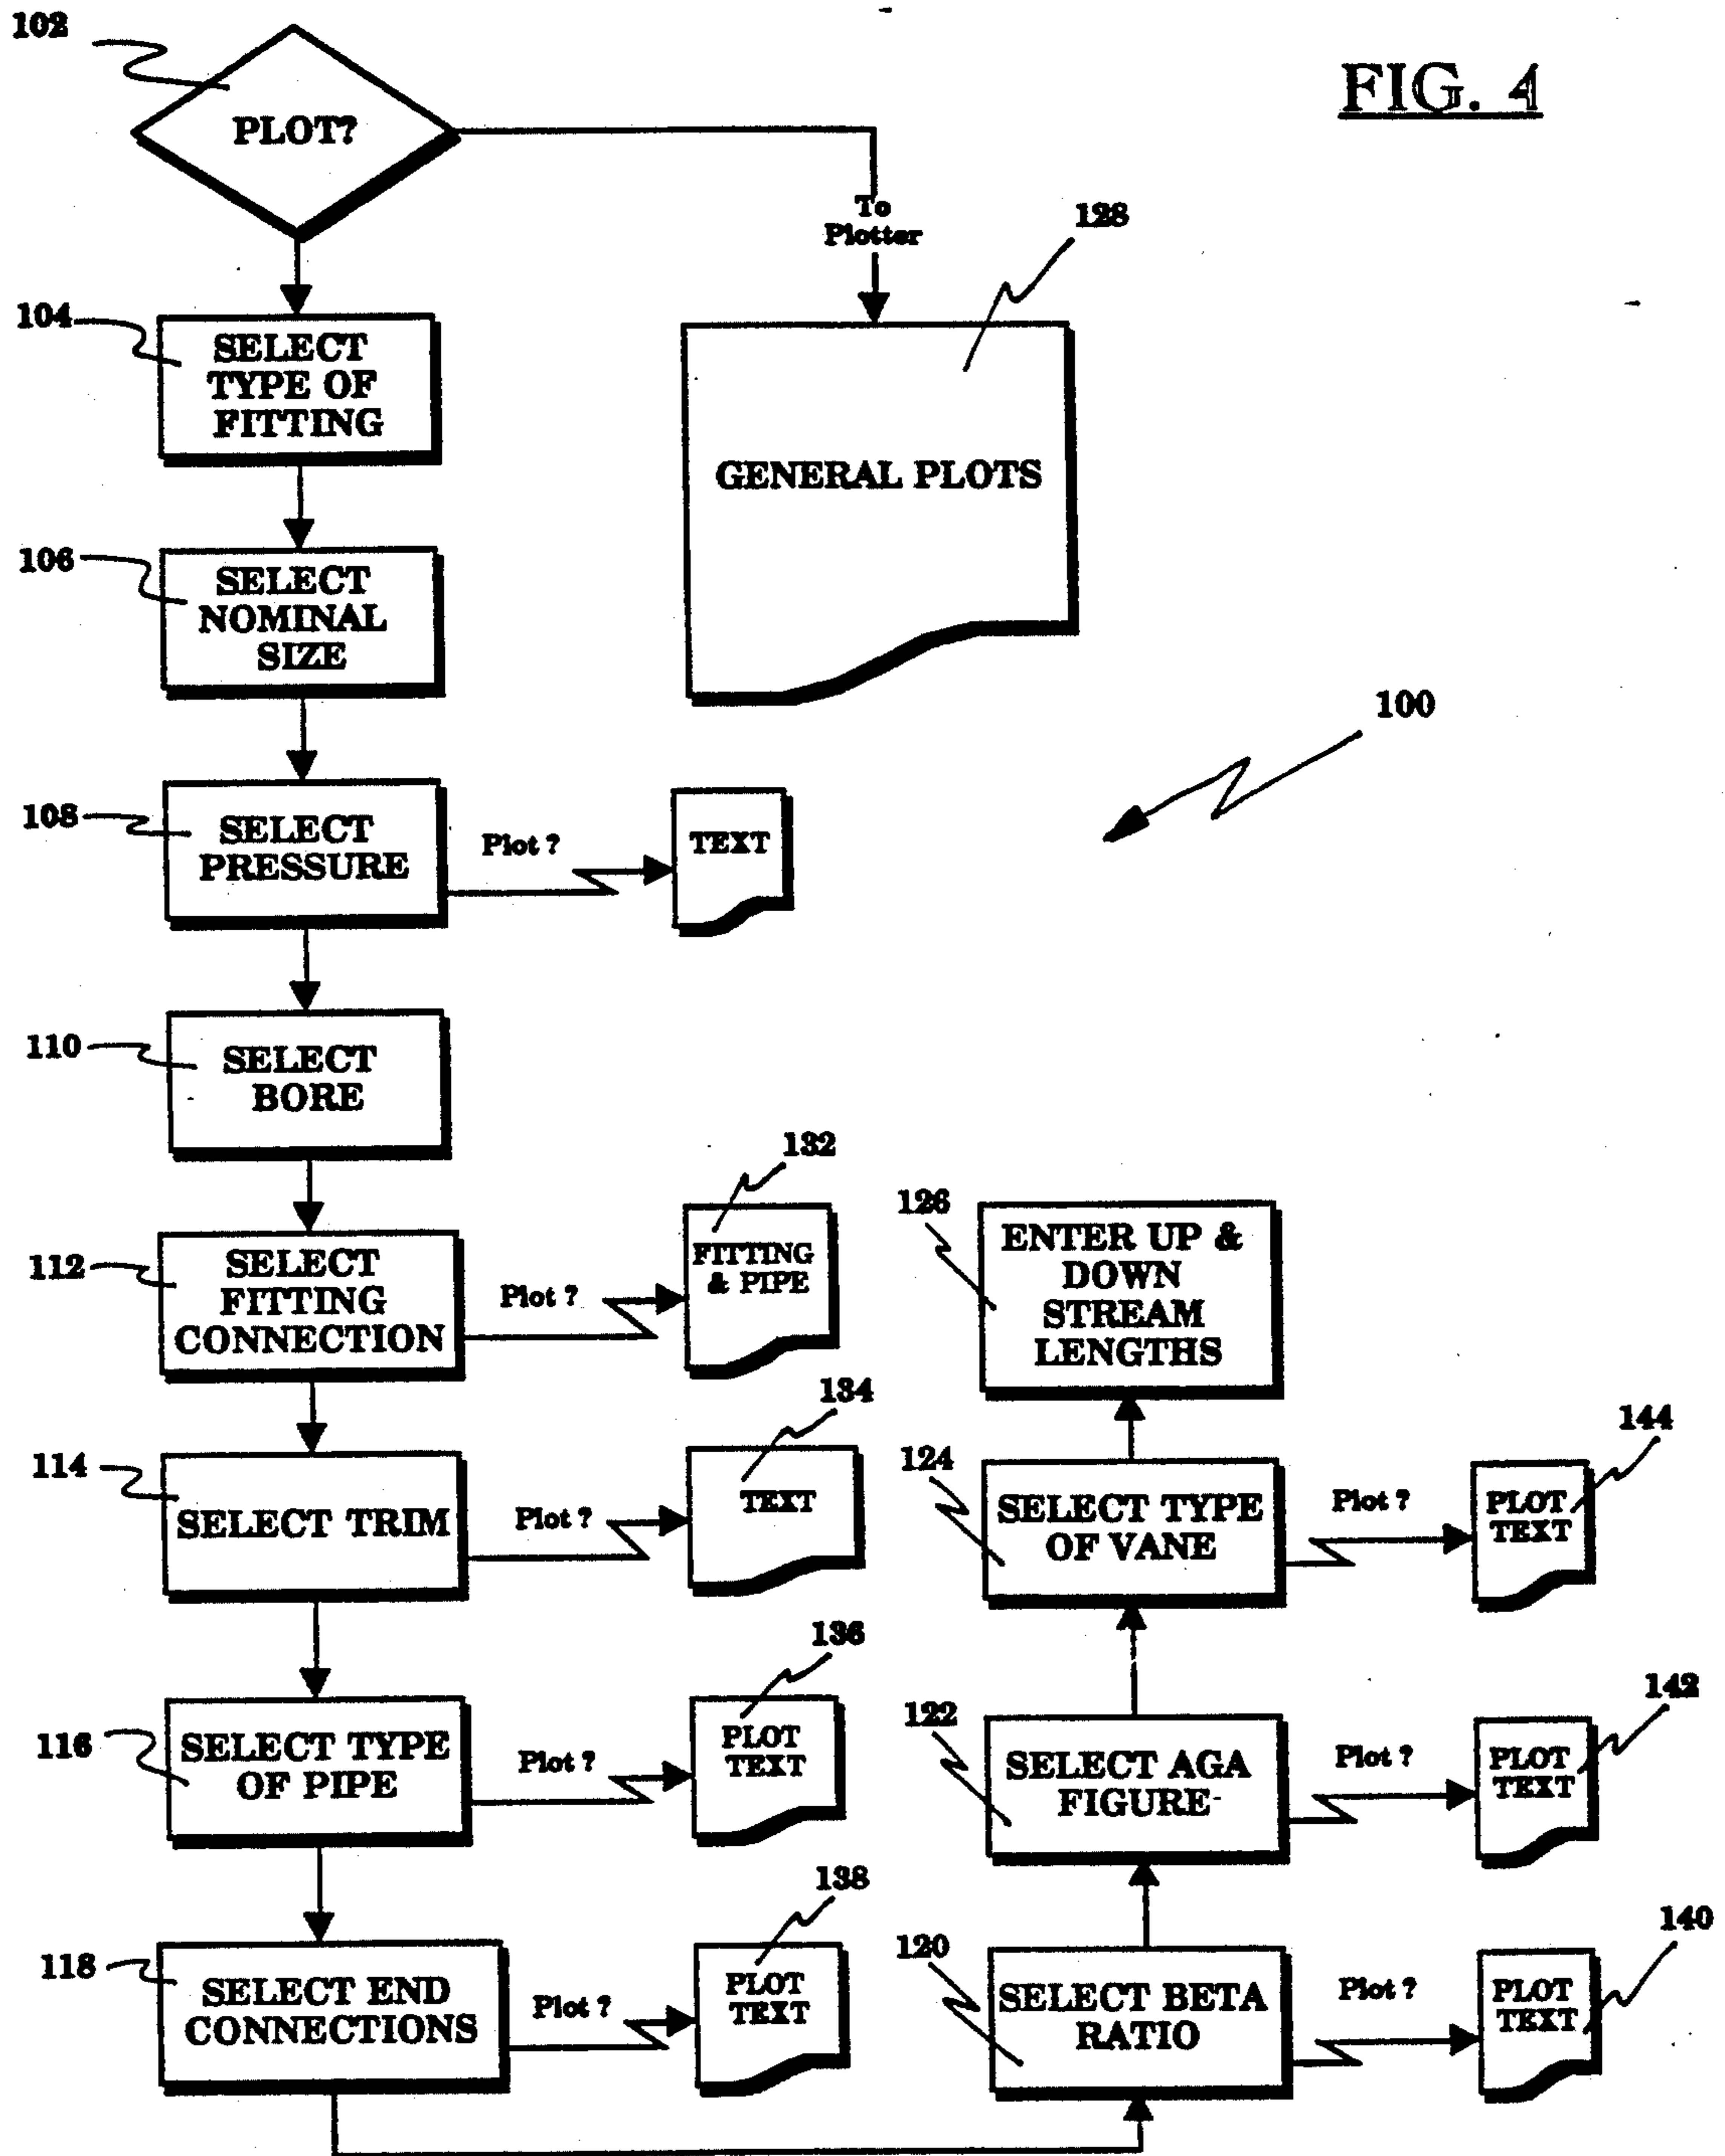 FIG. 4
102
PLOT?
To
Plotter
128
GENERAL PLOTS
100
104
SELECT
TYPE OF
FITTING
106
SELECT
NOMINAL
SIZE
108
SELECT
PRESSURE
Plot ?
TEXT
110
SELECT
BORE
112
SELECT
FITTING
CONNECTION
Plot ?
132
FITTING
& PIPE
114
SELECT TRIM
Plot ?
134
TEXT
116
SELECT TYPE
OF PIPE
Plot ?
136
PLOT
TEXT
118
SELECT END
CONNECTIONS
Plot ?
138
PLOT
TEXT
126
ENTER UP &
DOWN
STREAM
LENGTHS
124
SELECT TYPE
OF VANE
Plot ?
144
PLOT
TEXT
122
SELECT AGA
FIGURE
Plot ?
142
PLOT
TEXT
120
SELECT BETA
RATIO
Plot ?
140
PLOT
TEXT